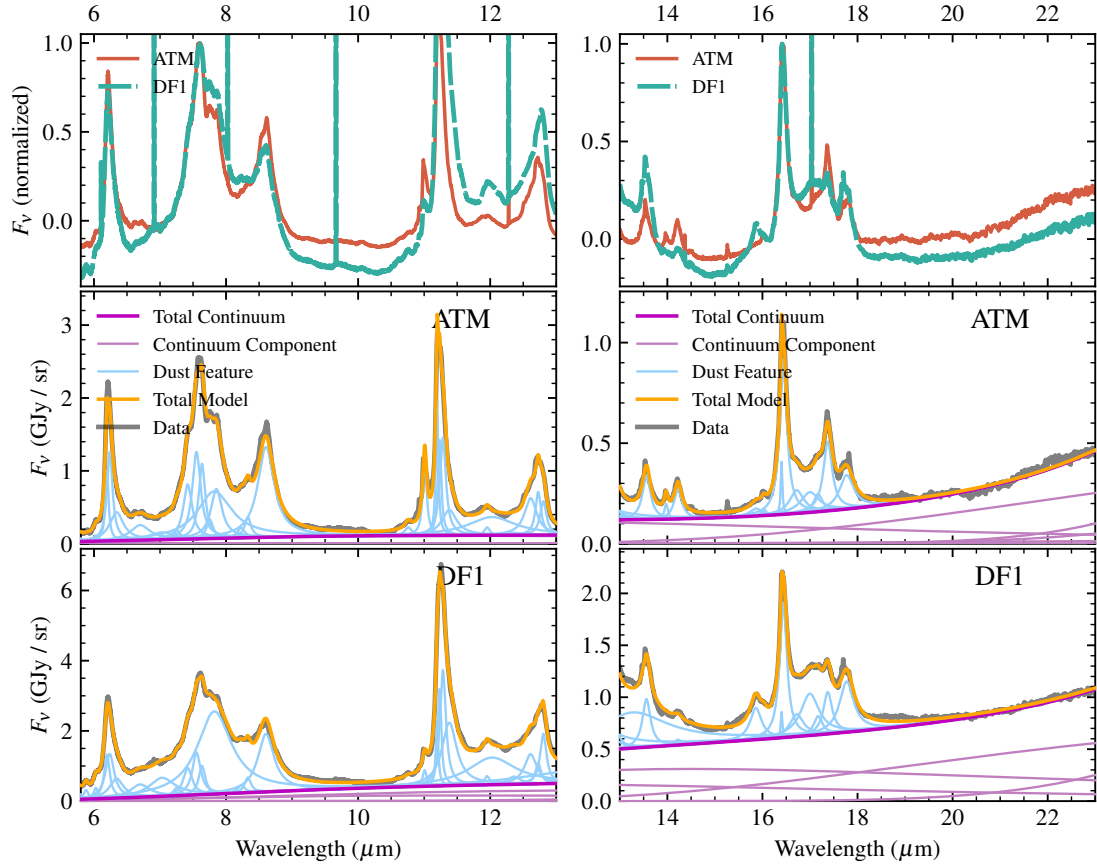 6 8 10 12
14 16 18 20 22
1.0
0.5
0.0
F_ν (normalized)
ATM
DF1
1.0
0.5
0.0
ATM
DF1
3
2
1
0
F_ν (GJy / sr)
Total Continuum
Continuum Component
Dust Feature
Total Model
Data
ATM
1.0
0.5
0.0
Total Continuum
Continuum Component
Dust Feature
Total Model
Data
ATM
6
4
2
0
F_ν (GJy / sr)
DF1
2.0
1.5
1.0
0.5
0.0
DF1
6 8 10 12
Wavelength (μm)
14 16 18 20 22
Wavelength (μm)